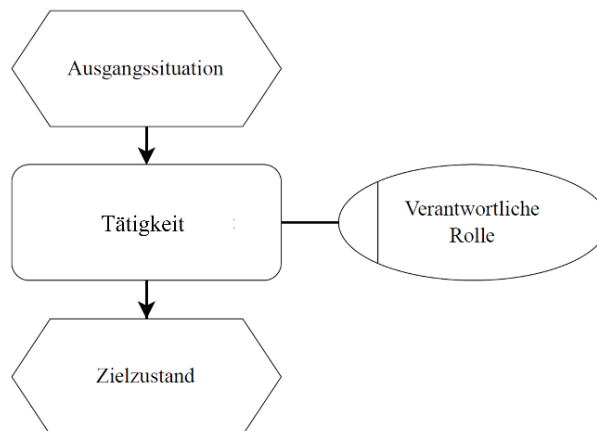 Ausgangssituation
Tätigkeit :
Verantwortliche
Rolle
Zielzustand